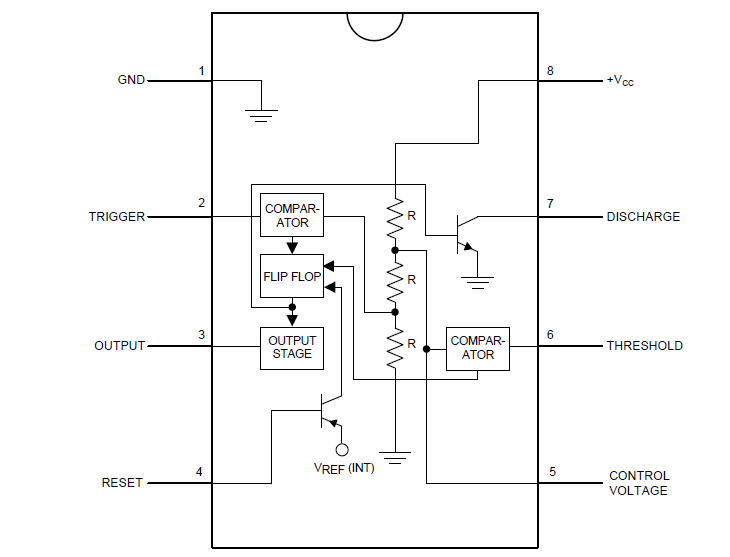 1
8
GND
+VCC
2
7
TRIGGER
COMPAR-
ATOR
R
DISCHARGE
FLIP FLOP
R
3
6
OUTPUT
OUTPUT
STAGE
R
COMPAR-
ATOR
THRESHOLD
VREF (INT)
4
5
RESET
CONTROL
VOLTAGE